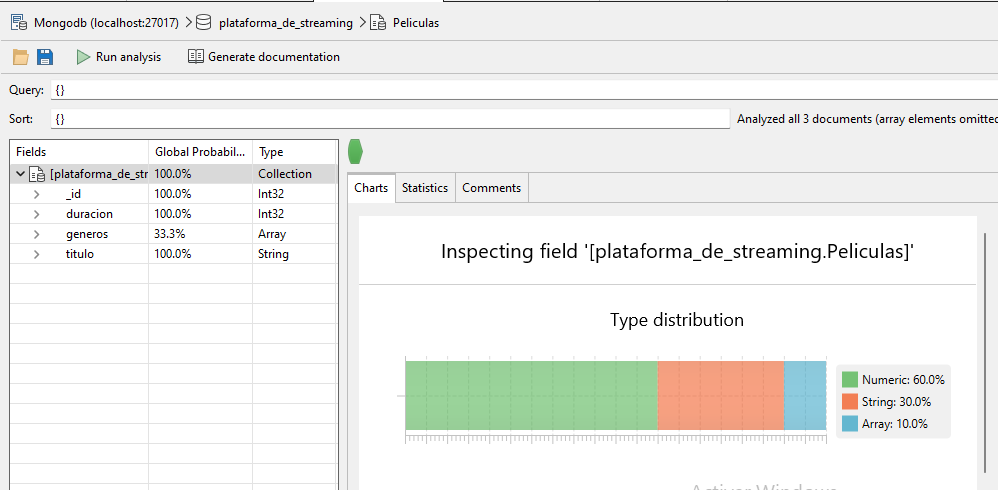 Mongodb (localhost:27017) plataforma_de_streaming Peliculas
Run analysis Generate documentation
Query: {}
Sort: {} Analyzed all 3 documents (array elements omitted
Fields Global Probabil... Type
[plataforma_de_str 100.0% Collection
_id 100.0% Int32
duracion 100.0% Int32
generos 33.3% Array
titulo 100.0% String
Charts Statistics Comments
Inspecting field '[plataforma_de_streaming.Peliculas]'
Type distribution
Numeric: 60.0%
String: 30.0%
Array: 10.0%
Activar Windows